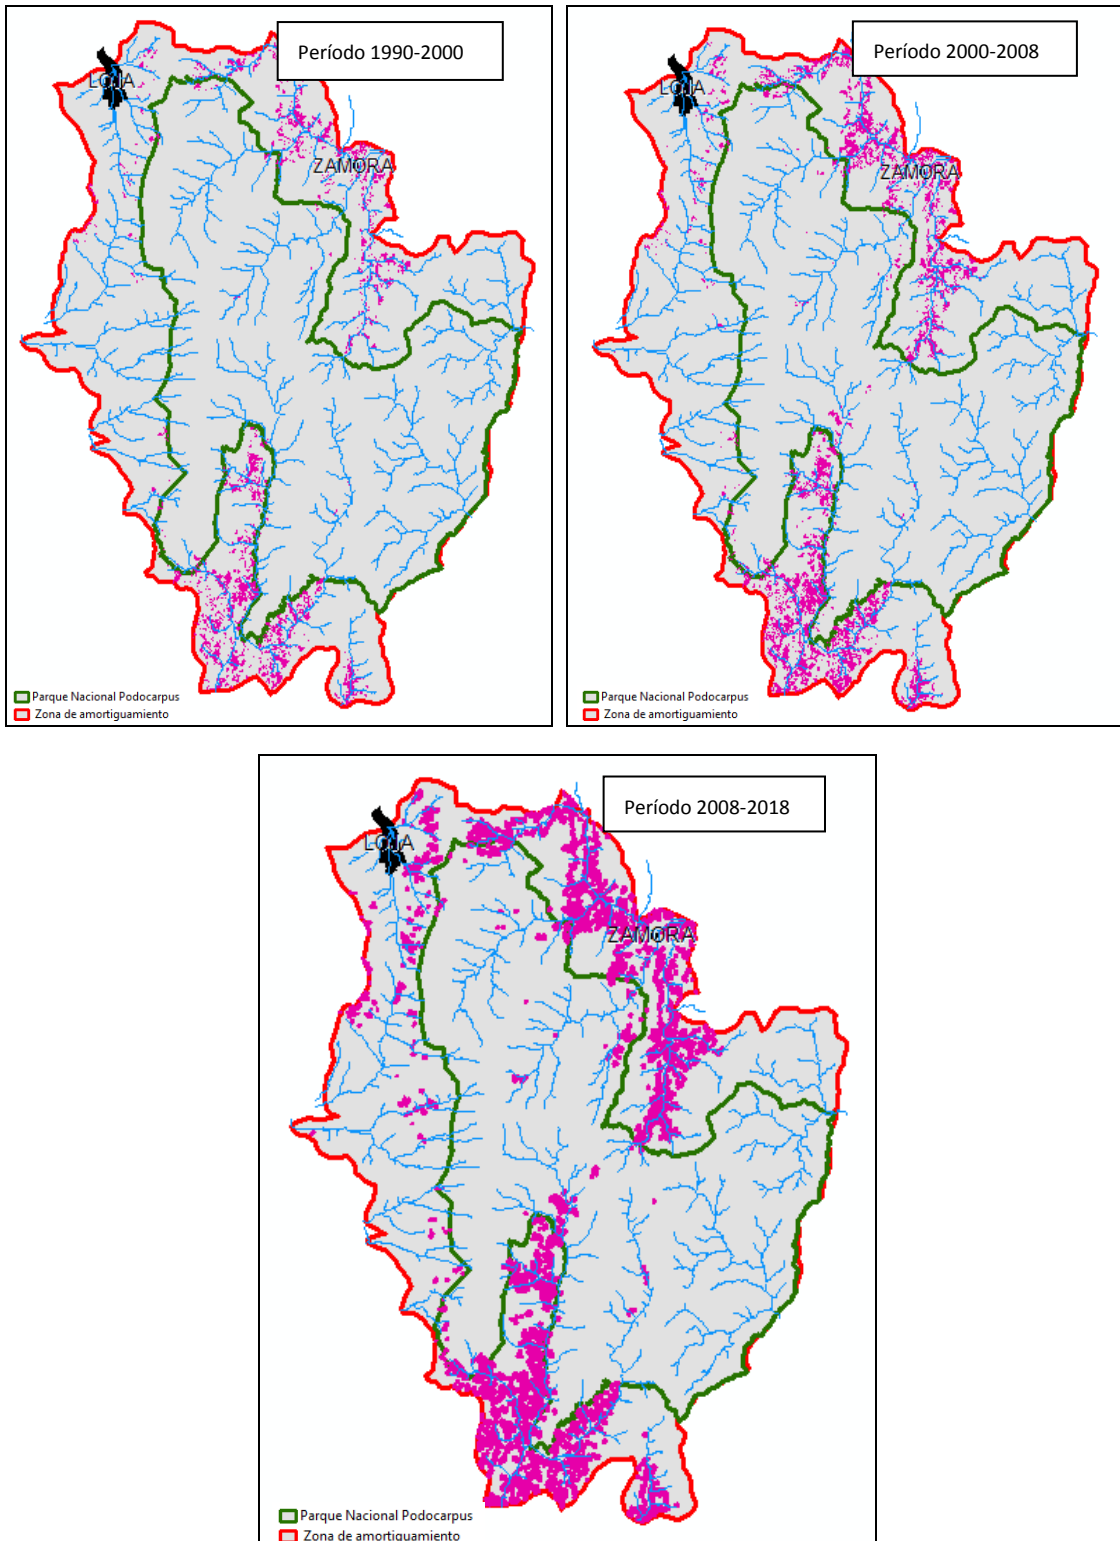 Período 1990-2000
LOJA
ZAMORA
Parque Nacional Podocarpus
Zona de amortiguamiento
Período 2000-2008
LOJA
ZAMORA
Parque Nacional Podocarpus
Zona de amortiguamiento
Período 2008-2018
LOJA
ZAMORA
Parque Nacional Podocarpus
Zona de amortiguamiento